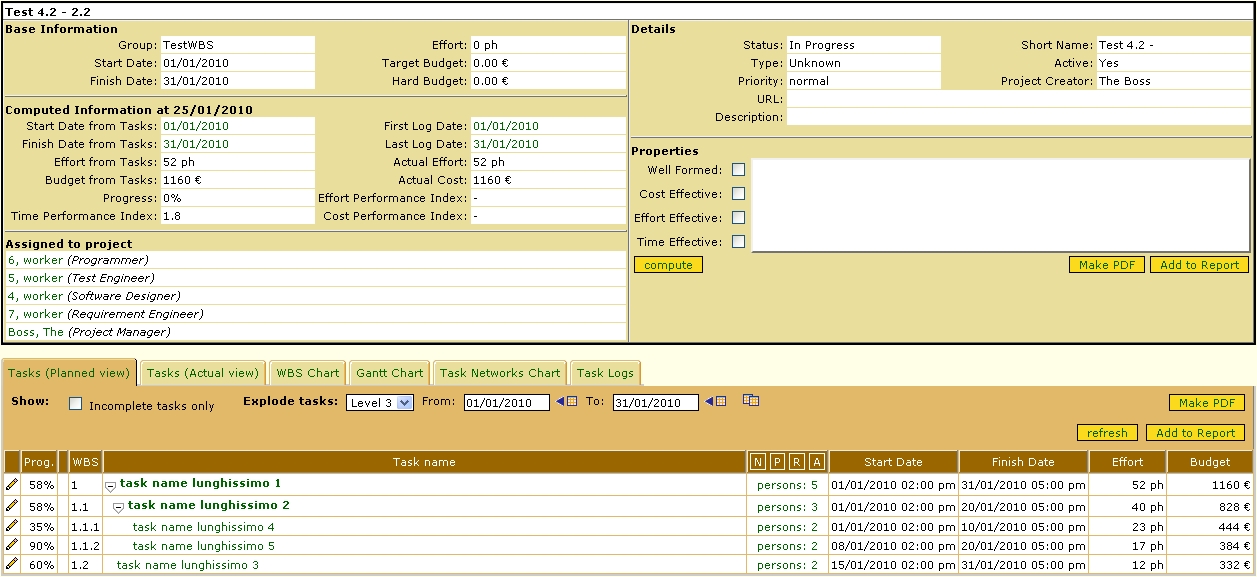 Test 4.2 - 2.2
Base Information
Group: TestWBS Effort: 0 ph
Start Date: 01/01/2010 Target Budget: 0.00 €
Finish Date: 31/01/2010 Hard Budget: 0.00 €
Computed Information at 25/01/2010
Start Date from Tasks: 01/01/2010 First Log Date: 01/01/2010
Finish Date from Tasks: 31/01/2010 Last Log Date: 31/01/2010
Effort from Tasks: 52 ph Actual Effort: 52 ph
Budget from Tasks: 1160 € Actual Cost: 1160 €
Progress: 0% Effort Performance Index: -
Time Performance Index: 1.8 Cost Performance Index: -
Assigned to project
6, worker (Programmer)
5, worker (Test Engineer)
4, worker (Software Designer)
7, worker (Requirement Engineer)
Boss, The (Project Manager)
Details
Status: In Progress Short Name: Test 4.2 -
Type: Unknown Active: Yes
Priority: normal Project Creator: The Boss
URL:
Description:
Properties
Well Formed:
Cost Effective:
Effort Effective:
Time Effective:
compute Make PDF Add to Report
Tasks (Planned view) Tasks (Actual view) WBS Chart Gantt Chart Task Networks Chart Task Logs
Show: Incomplete tasks only Explode tasks: Level 3 From: 01/01/2010 To: 31/01/2010 Make PDF
refresh Add to Report
Prog. WBS Task name N P R A Start Date Finish Date Effort Budget
58% 1 task name lunghissimo 1 persons: 5 01/01/2010 02:00 pm 31/01/2010 05:00 pm 52 ph 1160 €
58% 1.1 task name lunghissimo 2 persons: 3 01/01/2010 02:00 pm 20/01/2010 05:00 pm 40 ph 828 €
35% 1.1.1 task name lunghissimo 4 persons: 2 01/01/2010 02:00 pm 10/01/2010 05:00 pm 23 ph 444 €
90% 1.1.2 task name lunghissimo 5 persons: 2 08/01/2010 02:00 pm 20/01/2010 05:00 pm 17 ph 384 €
60% 1.2 task name lunghissimo 3 persons: 2 15/01/2010 02:00 pm 31/01/2010 05:00 pm 12 ph 332 €